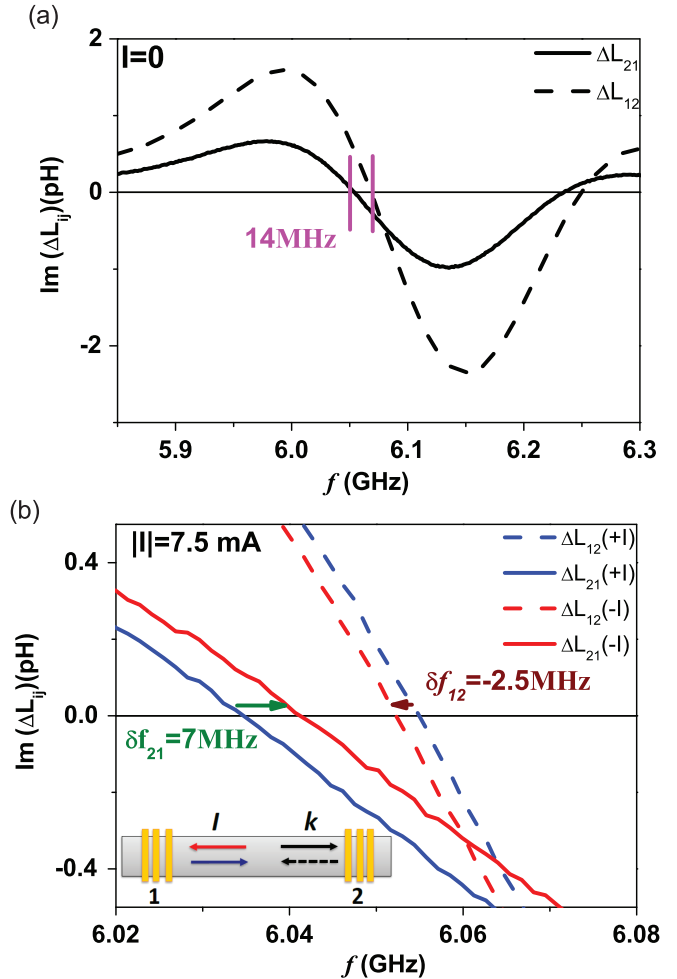 (a)
I=0
ΔL21
ΔL12
2
0
-2
14MHz
Im (ΔLij)(pH)
5.9 6.0 6.1 6.2 6.3
f (GHz)
(b)
|I|=7.5 mA
ΔL12(+I)
ΔL21(+I)
ΔL12(-I)
ΔL21(-I)
0.4
0.0
-0.4
δf12=-2.5MHz
δf21=7MHz
Im (ΔLij)(pH)
I k
1 2
6.02 6.04 6.06 6.08
f (GHz)